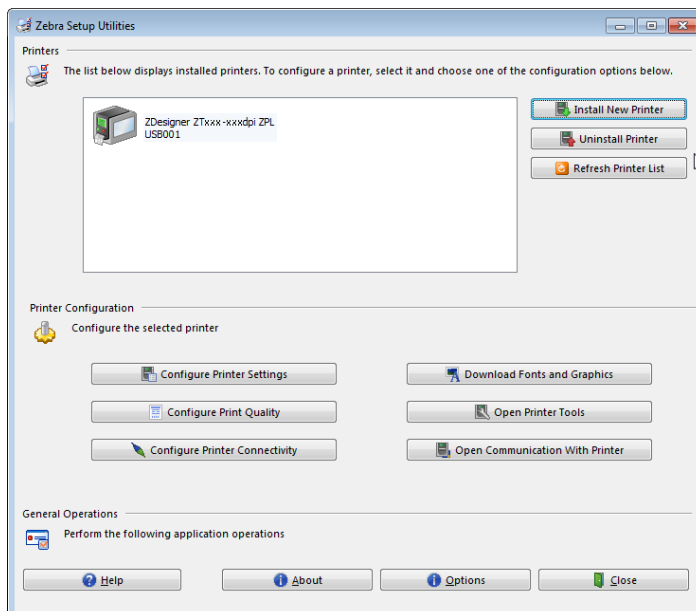 Zebra Setup Utilities
Printers
The list below displays installed printers. To configure a printer, select it and choose one of the configuration options below.
ZDesigner ZTxxx-xxxdpi ZPL
USB001
Install New Printer
Uninstall Printer
Refresh Printer List
Printer Configuration
Configure the selected printer
Configure Printer Settings
Download Fonts and Graphics
Configure Print Quality
Open Printer Tools
Configure Printer Connectivity
Open Communication With Printer
General Operations
Perform the following application operations
Help
About
Options
Close